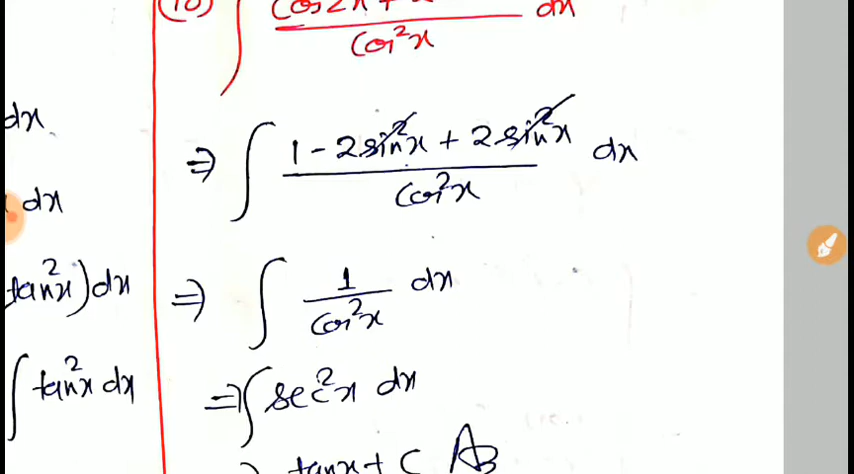 dx
dx
tan²x)dx
∫ tan²x dx
(10) ∫ cos2x + / cos²x dx
⇒ ∫ 1 - 2sin²x + 2sin²x / cos²x dx
⇒ ∫ 1 / cos²x dx
⇒ ∫ sec²x dx
tanx + C